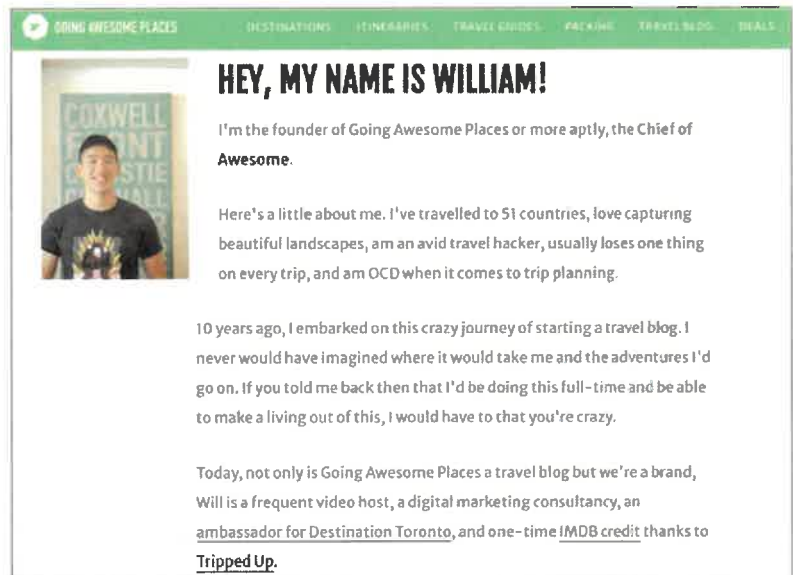 GOING AWESOME PLACES DESTINATIONS ITINERARIES TRAVEL GUIDES PACKING TRAVEL BLOG DEALS
COXWELL
HEY, MY NAME IS WILLIAM!
I'm the founder of Going Awesome Places or more aptly, the Chief of
Awesome.
Here's a little about me. I've travelled to 51 countries, love capturing
beautiful landscapes, am an avid travel hacker, usually loses one thing
on every trip, and am OCD when it comes to trip planning.
10 years ago, I embarked on this crazy journey of starting a travel blog. I
never would have imagined where it would take me and the adventures I'd
go on. If you told me back then that I'd be doing this full-time and be able
to make a living out of this, I would have to that you're crazy.
Today, not only is Going Awesome Places a travel blog but we're a brand,
Will is a frequent video host, a digital marketing consultancy, an
ambassador for Destination Toronto, and one-time IMDB credit thanks to
Tripped Up.